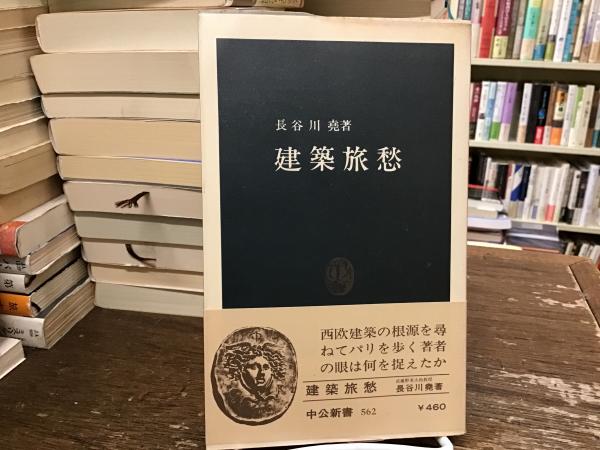 長谷川堯著
建築旅愁
西欧建築の根源を尋
ねてパリを歩く著者
の眼は何を捉えたか
建築旅愁
長谷川堯著
中公新書 562
￥460